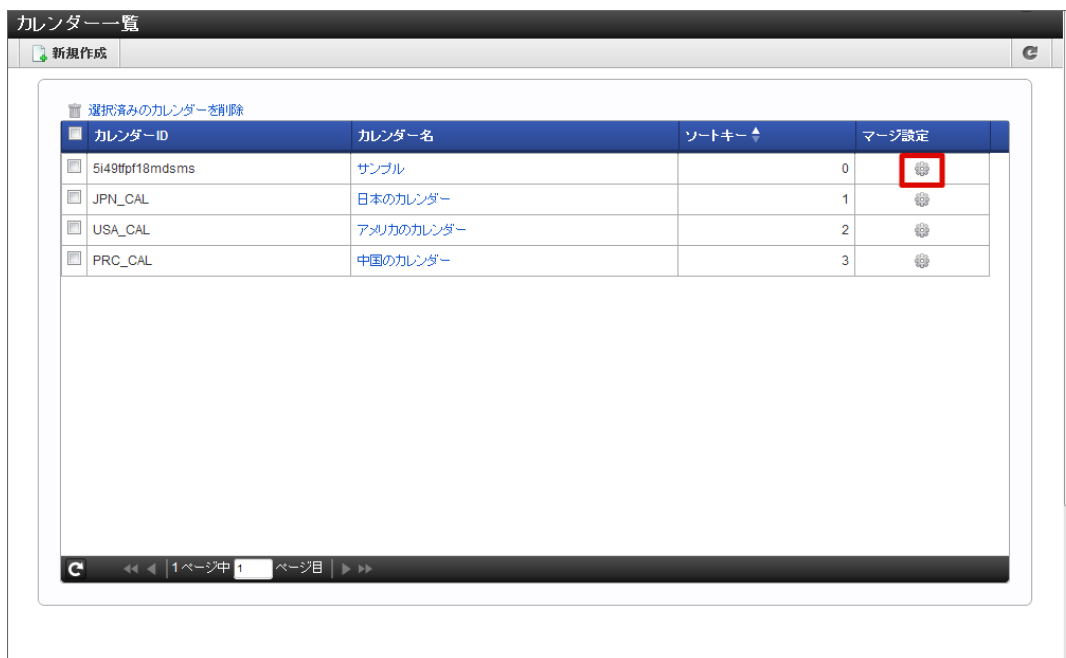 カレンダー一覧
新規作成
選択済みのカレンダーを削除
カレンダーID カレンダー名 ソートキー マージ設定
5i49tfpf18mdsms サンプル 0
JPN_CAL 日本のカレンダー 1
USA_CAL アメリカのカレンダー 2
PRC_CAL 中国のカレンダー 3
1 ページ中 1 ページ目